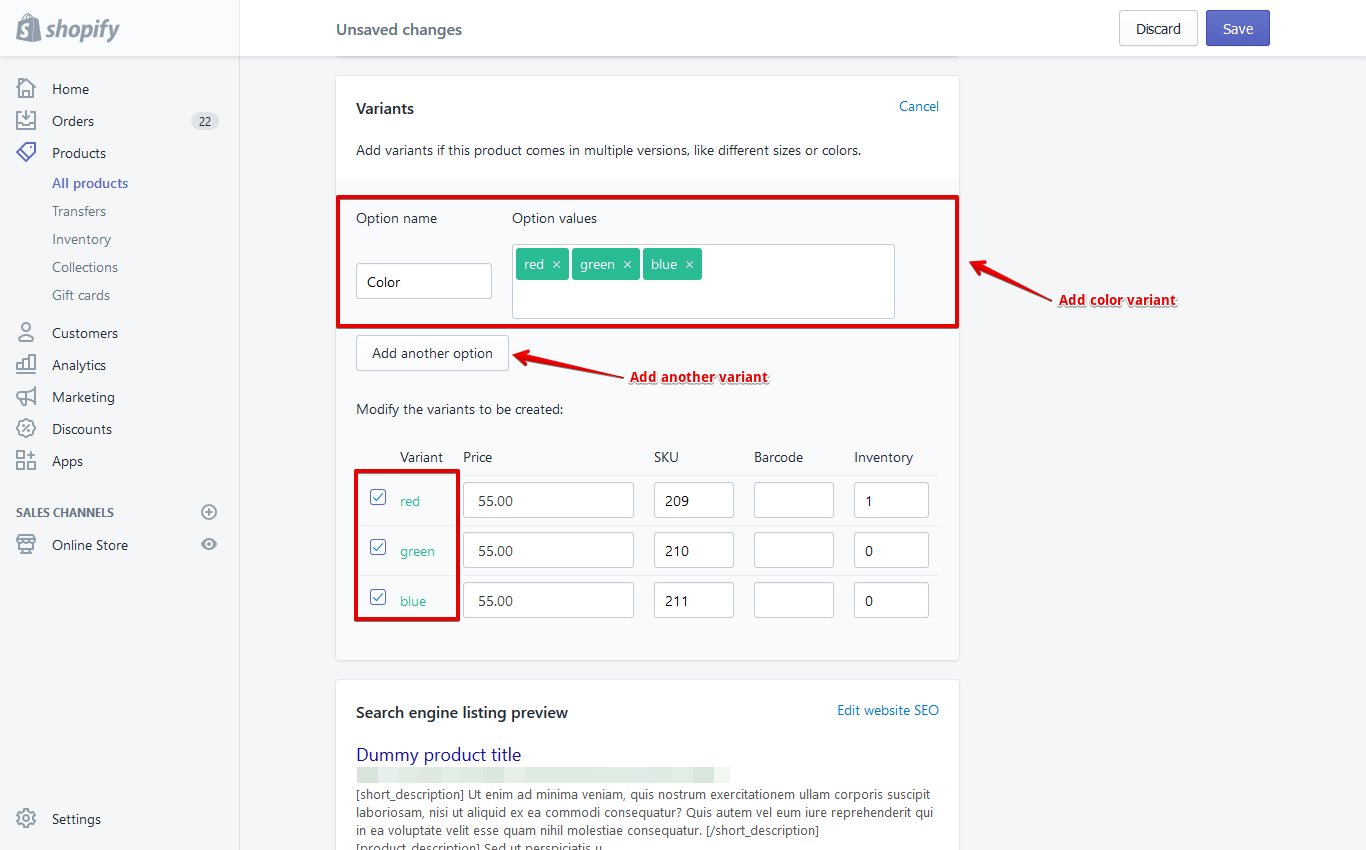 shopify
Unsaved changes
Discard
Save
Home
Orders
22
Products
All products
Transfers
Inventory
Collections
Gift cards
Customers
Analytics
Marketing
Discounts
Apps
SALES CHANNELS
Online Store
Settings
Variants
Cancel
Add variants if this product comes in multiple versions, like different sizes or colors.
Option name
Option values
Color
red × green × blue ×
Add color variant
Add another option
Add another variant
Modify the variants to be created:
Variant Price SKU Barcode Inventory
red 55.00 209 1
green 55.00 210 0
blue 55.00 211 0
Search engine listing preview
Edit website SEO
Dummy product title
[short_description] Ut enim ad minima veniam, quis nostrum exercitationem ullam corporis suscipit
laboriosam, nisi ut aliquid ex ea commodi consequatur? Quis autem vel eum iure reprehenderit qui
in ea voluptate velit esse quam nihil molestiae consequatur. [/short_description]
[product_description] Sed ut perspiciatis u